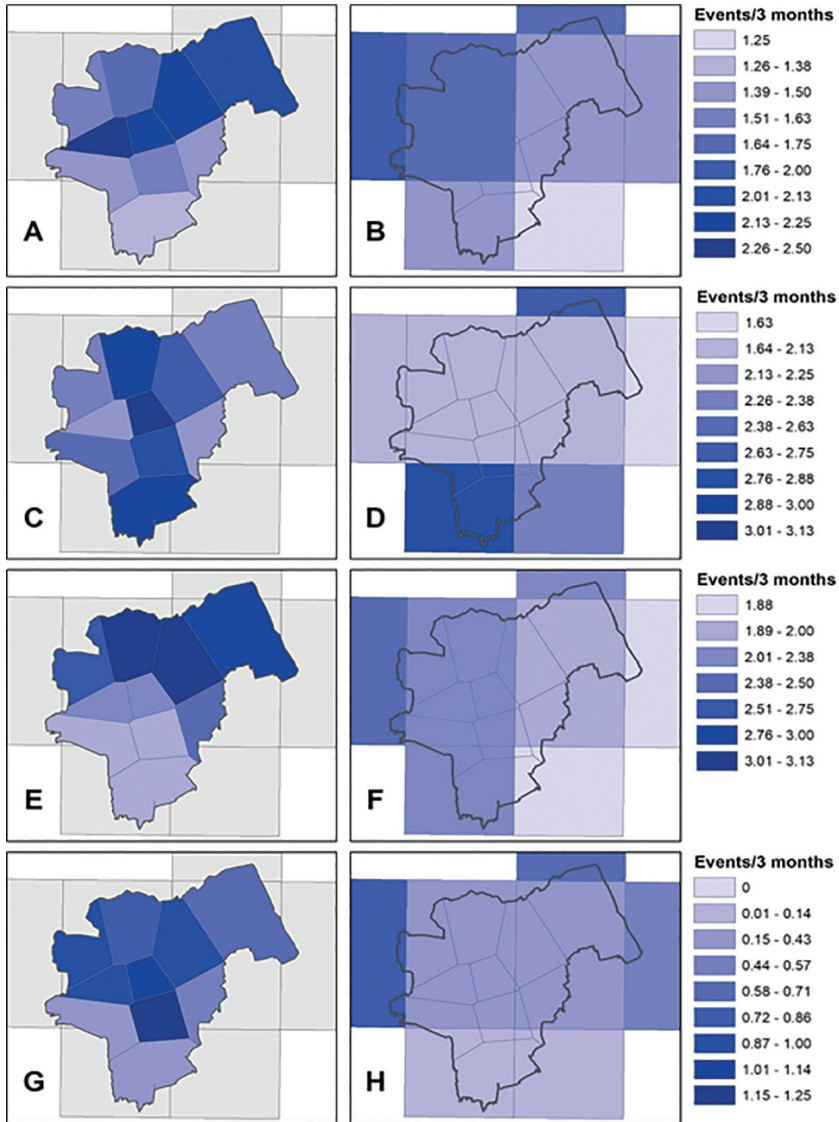 Events/3 months
1.25
1.26 - 1.38
1.39 - 1.50
1.51 - 1.63
1.64 - 1.75
1.76 - 2.00
2.01 - 2.13
2.13 - 2.25
2.26 - 2.50
A
B
Events/3 months
1.63
1.64 - 2.13
2.13 - 2.25
2.26 - 2.38
2.38 - 2.63
2.63 - 2.75
2.76 - 2.88
2.88 - 3.00
3.01 - 3.13
C
D
Events/3 months
1.88
1.89 - 2.00
2.01 - 2.38
2.38 - 2.50
2.51 - 2.75
2.76 - 3.00
3.01 - 3.13
E
F
Events/3 months
0
0.01 - 0.14
0.15 - 0.43
0.44 - 0.57
0.58 - 0.71
0.72 - 0.86
0.87 - 1.00
1.01 - 1.14
1.15 - 1.25
G
H